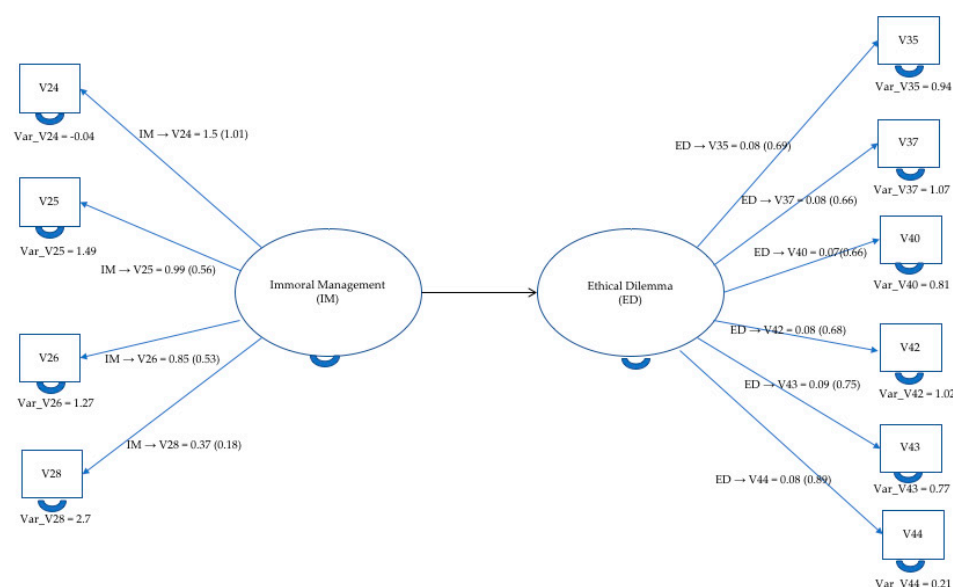 V24
Var_V24 = -0.04
IM → V24 = 1.5 (1.01)
V25
Var_V25 = 1.49
IM → V25 = 0.99 (0.56)
Immoral Management
(IM)
V26
Var_V26 = 1.27
IM → V26 = 0.85 (0.53)
V28
Var_V28 = 2.7
IM → V28 = 0.37 (0.18)
Ethical Dilemma
(ED)
V35
Var_V35 = 0.94
ED → V35 = 0.08 (0.69)
V37
Var_V37 = 1.07
ED → V37 = 0.08 (0.66)
V40
Var_V40 = 0.81
ED → V40 = 0.07(0.66)
V42
Var_V42 = 1.02
ED → V42 = 0.08 (0.68)
V43
Var_V43 = 0.77
ED → V43 = 0.09 (0.75)
V44
Var_V44 = 0.21
ED → V44 = 0.08 (0.89)